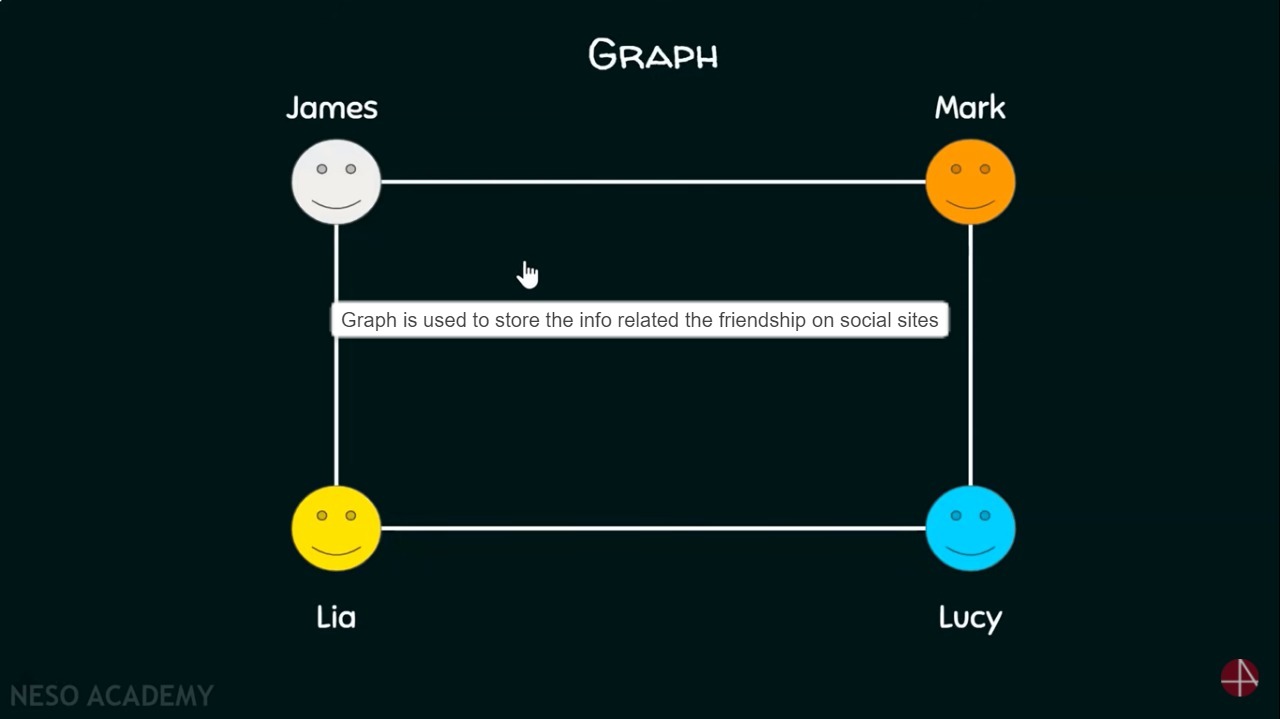 GRAPH
James
Mark
Graph is used to store the info related the friendship on social sites
Lia
Lucy
NESO ACADEMY